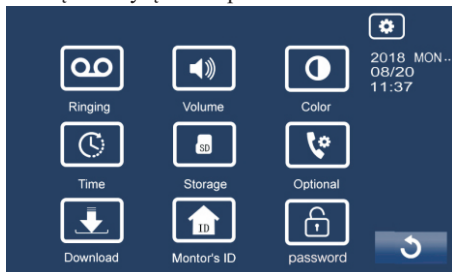 2018 MON..
08/20
11:37
Ringing Volume Color
SD
Time Storage Optional
ID
Download Montor's ID password